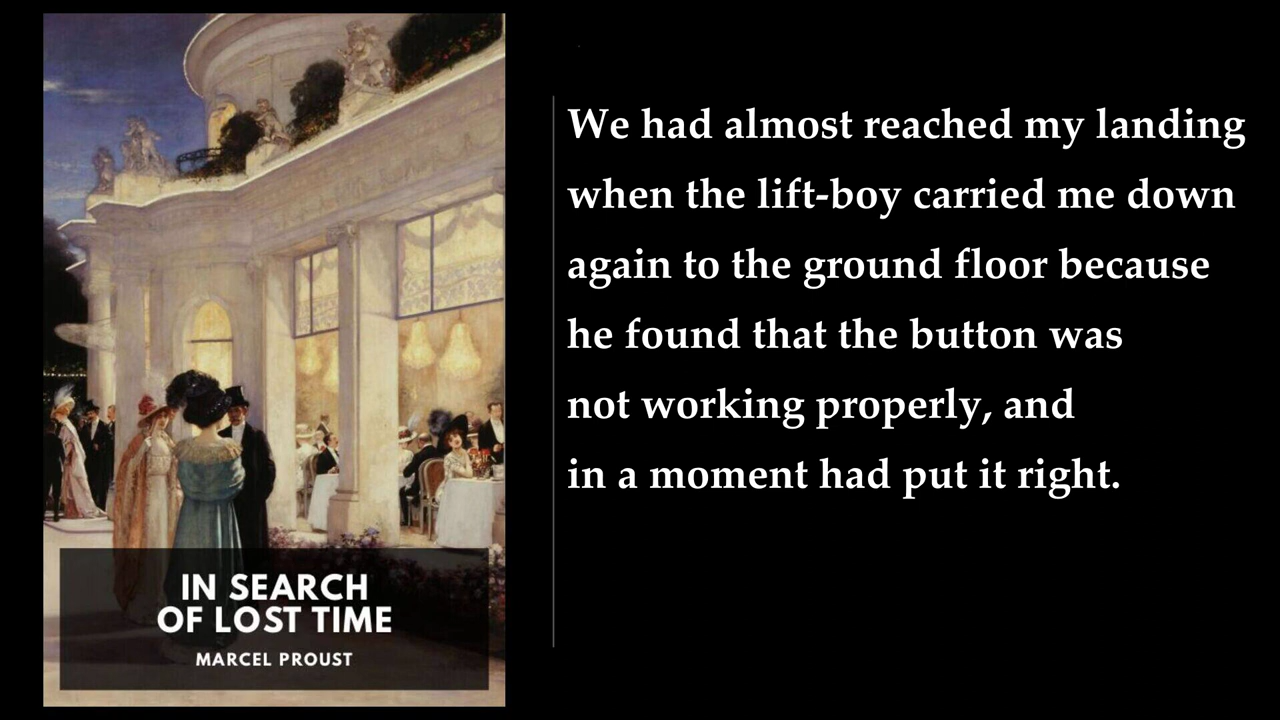 We had almost reached my landing
when the lift-boy carried me down
again to the ground floor because
he found that the button was
not working properly, and
in a moment had put it right.
IN SEARCH
OF LOST TIME
MARCEL PROUST